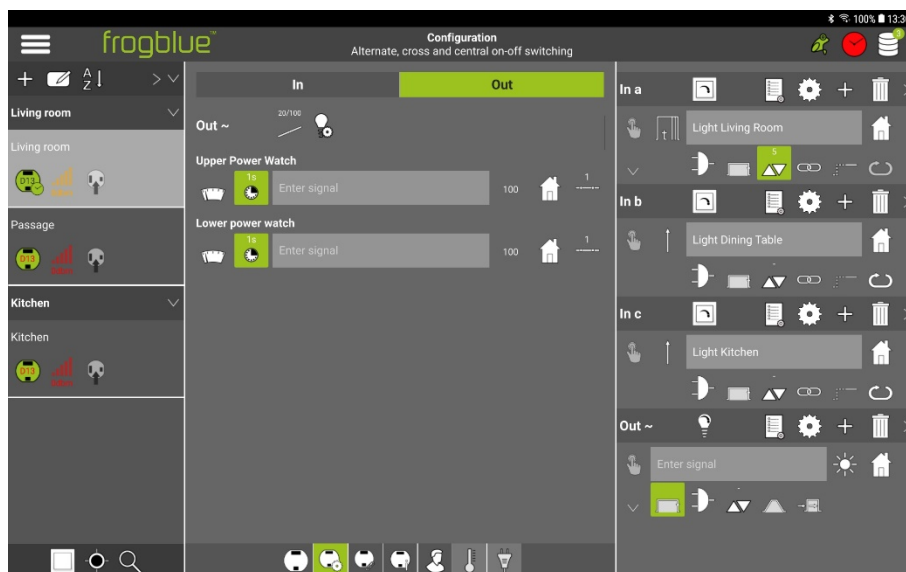 100% 13:3
frogblue™
Configuration
Alternate, cross and central on-off switching
3
A
Z
> 
In
Out
Living room
Living room
D13
Out ~
20/100
Upper Power Watch
1s
Enter signal
100
1
Lower power watch
1s
Enter signal
100
1
Passage
D13
Kitchen
Kitchen
D13
In a
Light Living Room
5
In b
Light Dining Table
In c
Light Kitchen
Out ~
Enter signal